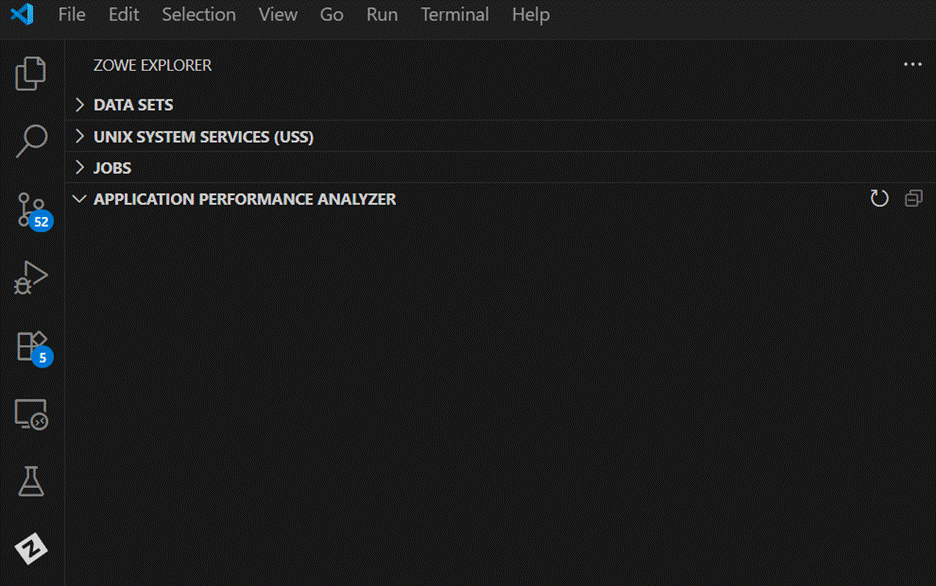 File Edit Selection View Go Run Terminal Help
ZOWE EXPLORER
DATA SETS
UNIX SYSTEM SERVICES (USS)
JOBS
APPLICATION PERFORMANCE ANALYZER
52
5
Z